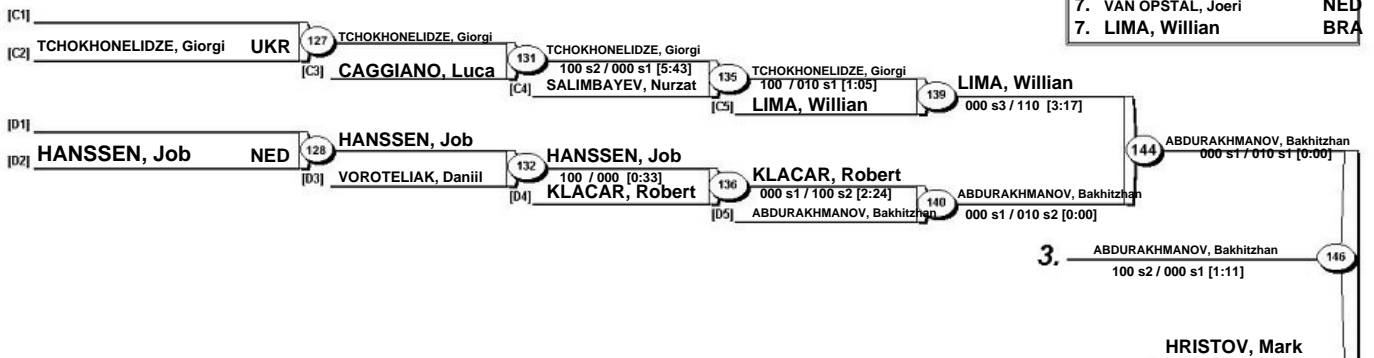 7. VAN OPSTAL, Joeri NED
7. LIMA, Willian BRA
[C1]
[C2] TCHOKHONELIDZE, Giorgi UKR
127
TCHOKHONELIDZE, Giorgi
[C3] CAGGIANO, Luca
131
TCHOKHONELIDZE, Giorgi
100 s2 / 000 s1 [5:43]
[C4] SALIMBAYEV, Nurzat
135
TCHOKHONELIDZE, Giorgi
100 / 010 s1 [1:05]
[C5] LIMA, Willian
139
LIMA, Willian
000 s3 / 110 [3:17]
[D1]
[D2] HANSSEN, Job NED
128
HANSSEN, Job
[D3] VOROTELIAK, Daniil
132
HANSSEN, Job
100 / 000 [0:33]
[D4] KLACAR, Robert
136
KLACAR, Robert
000 s1 / 100 s2 [2:24]
[D5] ABDURAKHMANOV, Bakhitzhan
140
ABDURAKHMANOV, Bakhitzhan
000 s1 / 010 s2 [0:00]
144
ABDURAKHMANOV, Bakhitzhan
000 s1 / 010 s1 [0:00]
3. ABDURAKHMANOV, Bakhitzhan
100 s2 / 000 s1 [1:11]
146
HRISTOV, Mark